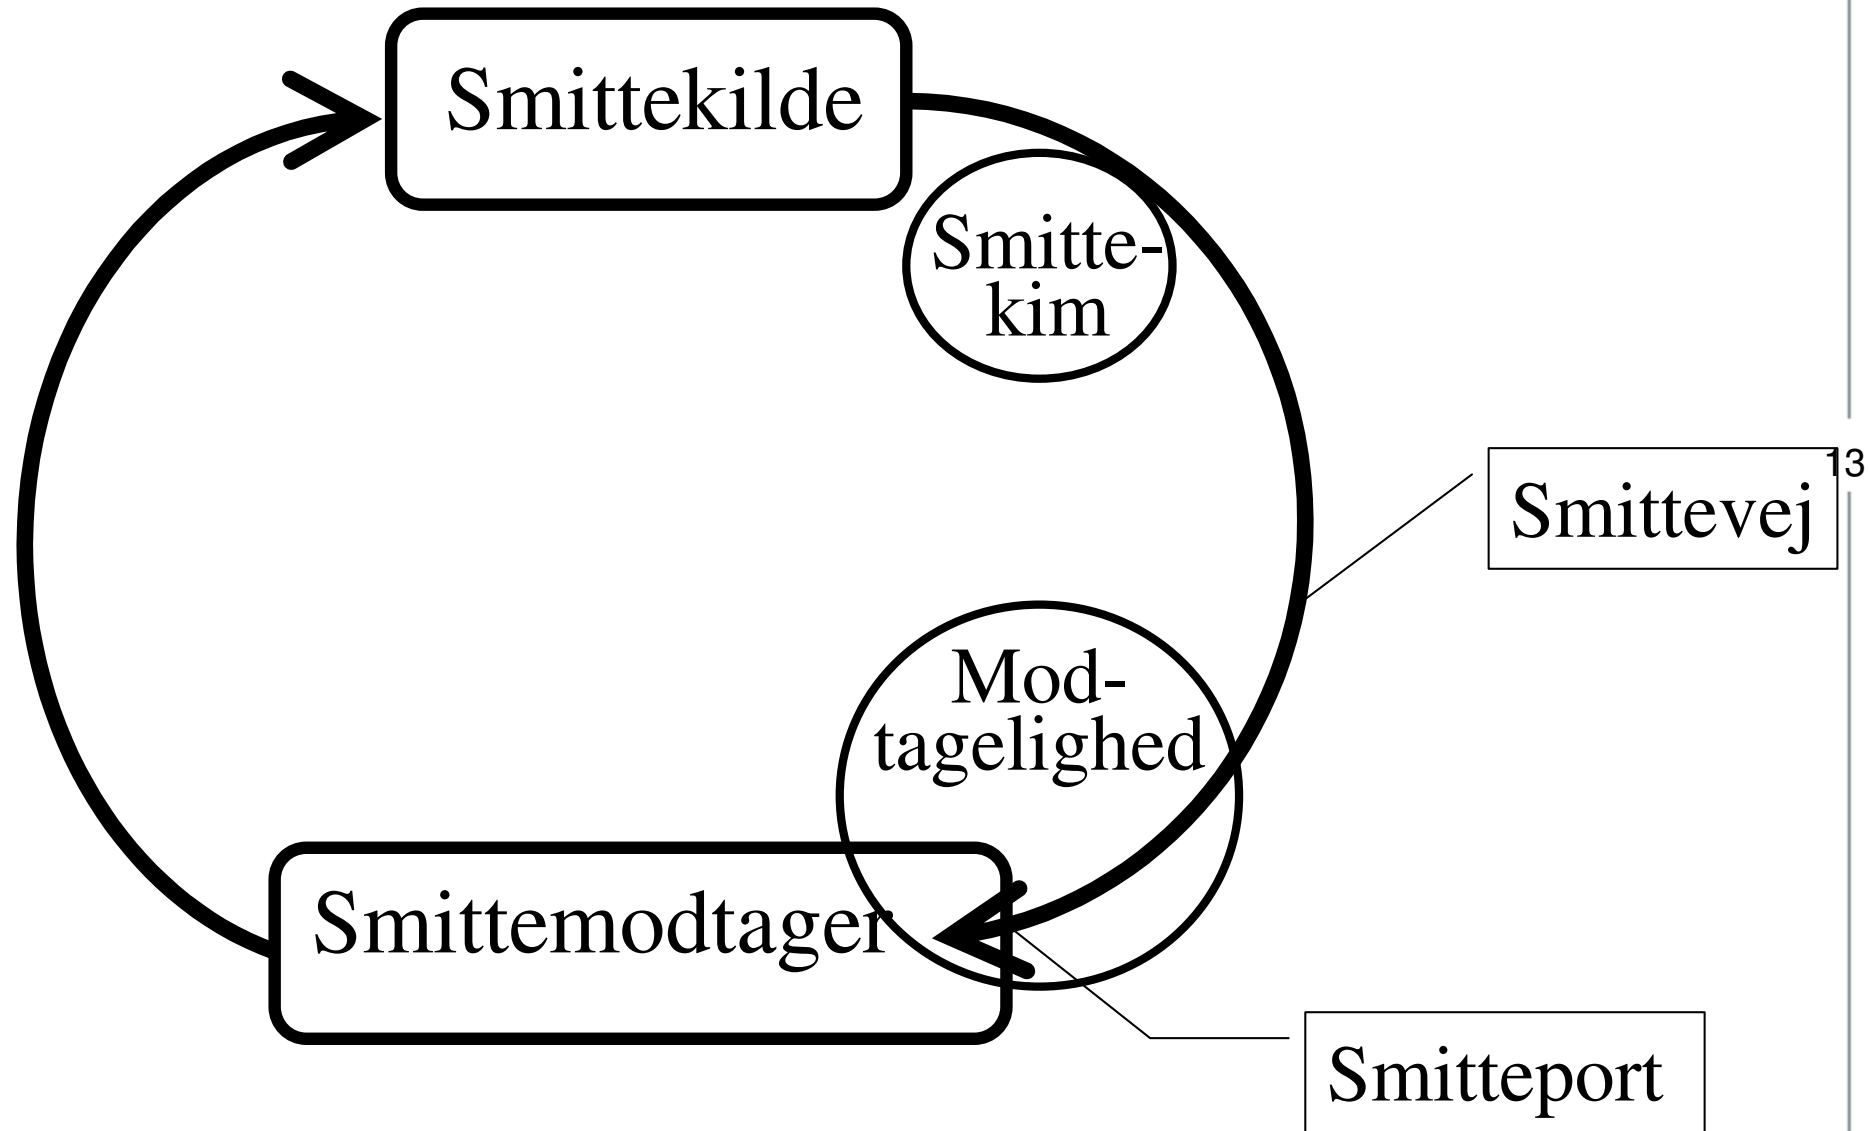 Smittekilde
Smitte-
kim
13
Smittevej
Mod-
tagelighed
Smittemodtager
Smitteport